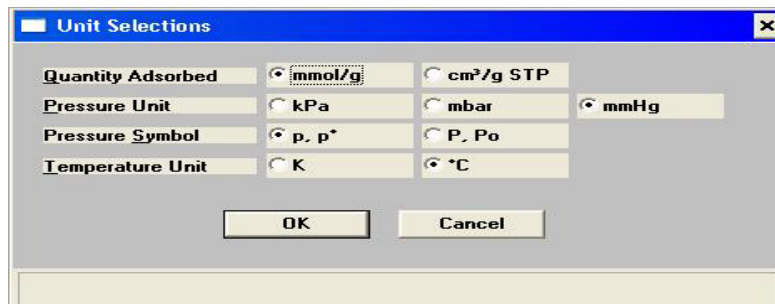 Unit Selections
Quantity Adsorbed mmol/g cm³/g STP
Pressure Unit kPa mbar mmHg
Pressure Symbol p, p° P, Po
Temperature Unit K °C
OK Cancel